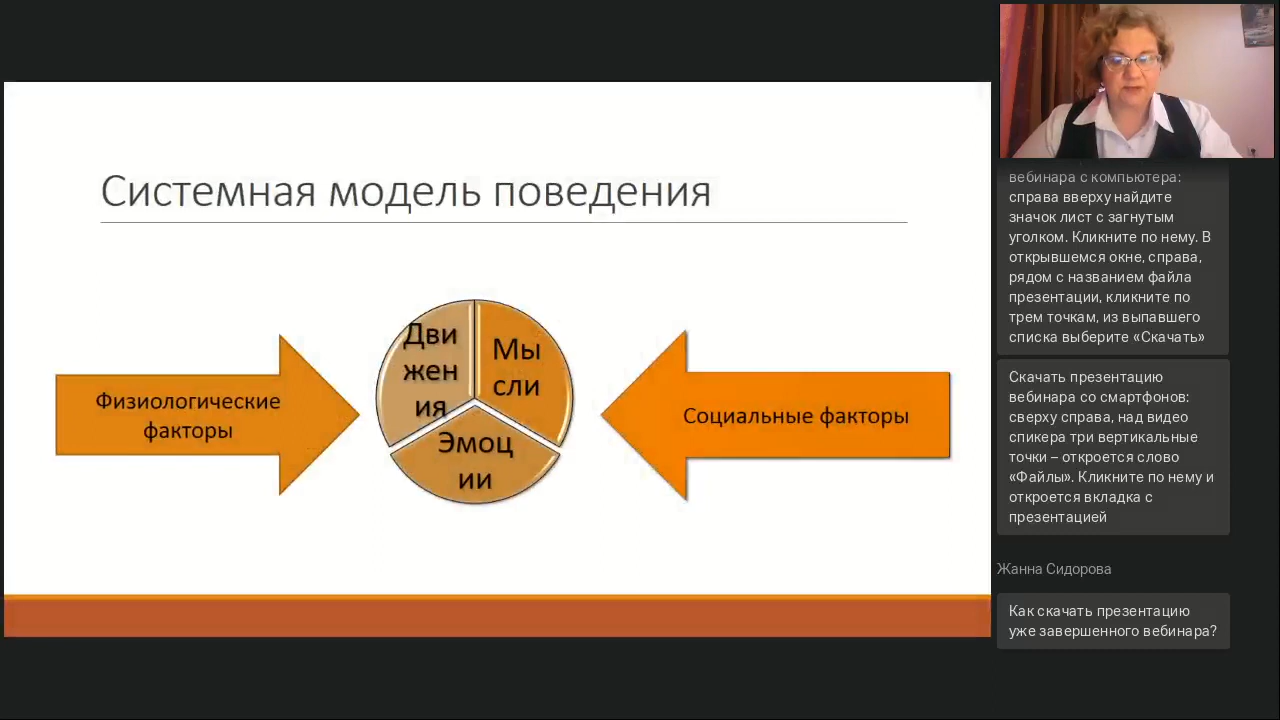 Системная модель поведения
Физиологические
факторы
Дви
жен
ия
Мы
сли
Эмоц
ии
Социальные факторы
вебинара с компьютера:
справа вверху найдите
значок лист с загнутым
уголком. Кликните по нему. В
открывшемся окне, справа,
рядом с названием файла
презентации, кликните по
трем точкам, из выпавшего
списка выберите «Скачать»
Скачать презентацию
вебинара со смартфонов:
сверху справа, над видео
спикера три вертикальные
точки – откроется слово
«Файлы». Кликните по нему и
откроется вкладка с
презентацией
Жанна Сидорова
Как скачать презентацию
уже завершенного вебинара?